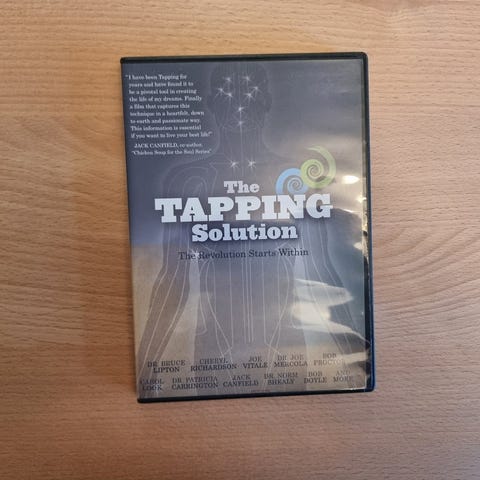 "I have been Tapping for
years and have found it to
be a pivotal tool in creating
the life of my dreams. Finally
a film that captures this
technique in a heartfelt, down
to earth and passionate way.
This information is essential
if you want to live your best life!"
JACK CANFIELD, co-author,
"Chicken Soup for the Soul Series"
The
TAPPING
Solution
The Revolution Starts Within
DR BRUCE LIPTON CHERYL RICHARDSON JOE VITALE DR JOE MERCOLA BOB PROCTOR
CAROL LOOK DR PATRICIA CARRINGTON JACK CANFIELD DR NORM SHEALY BOB DOYLE AND MORE